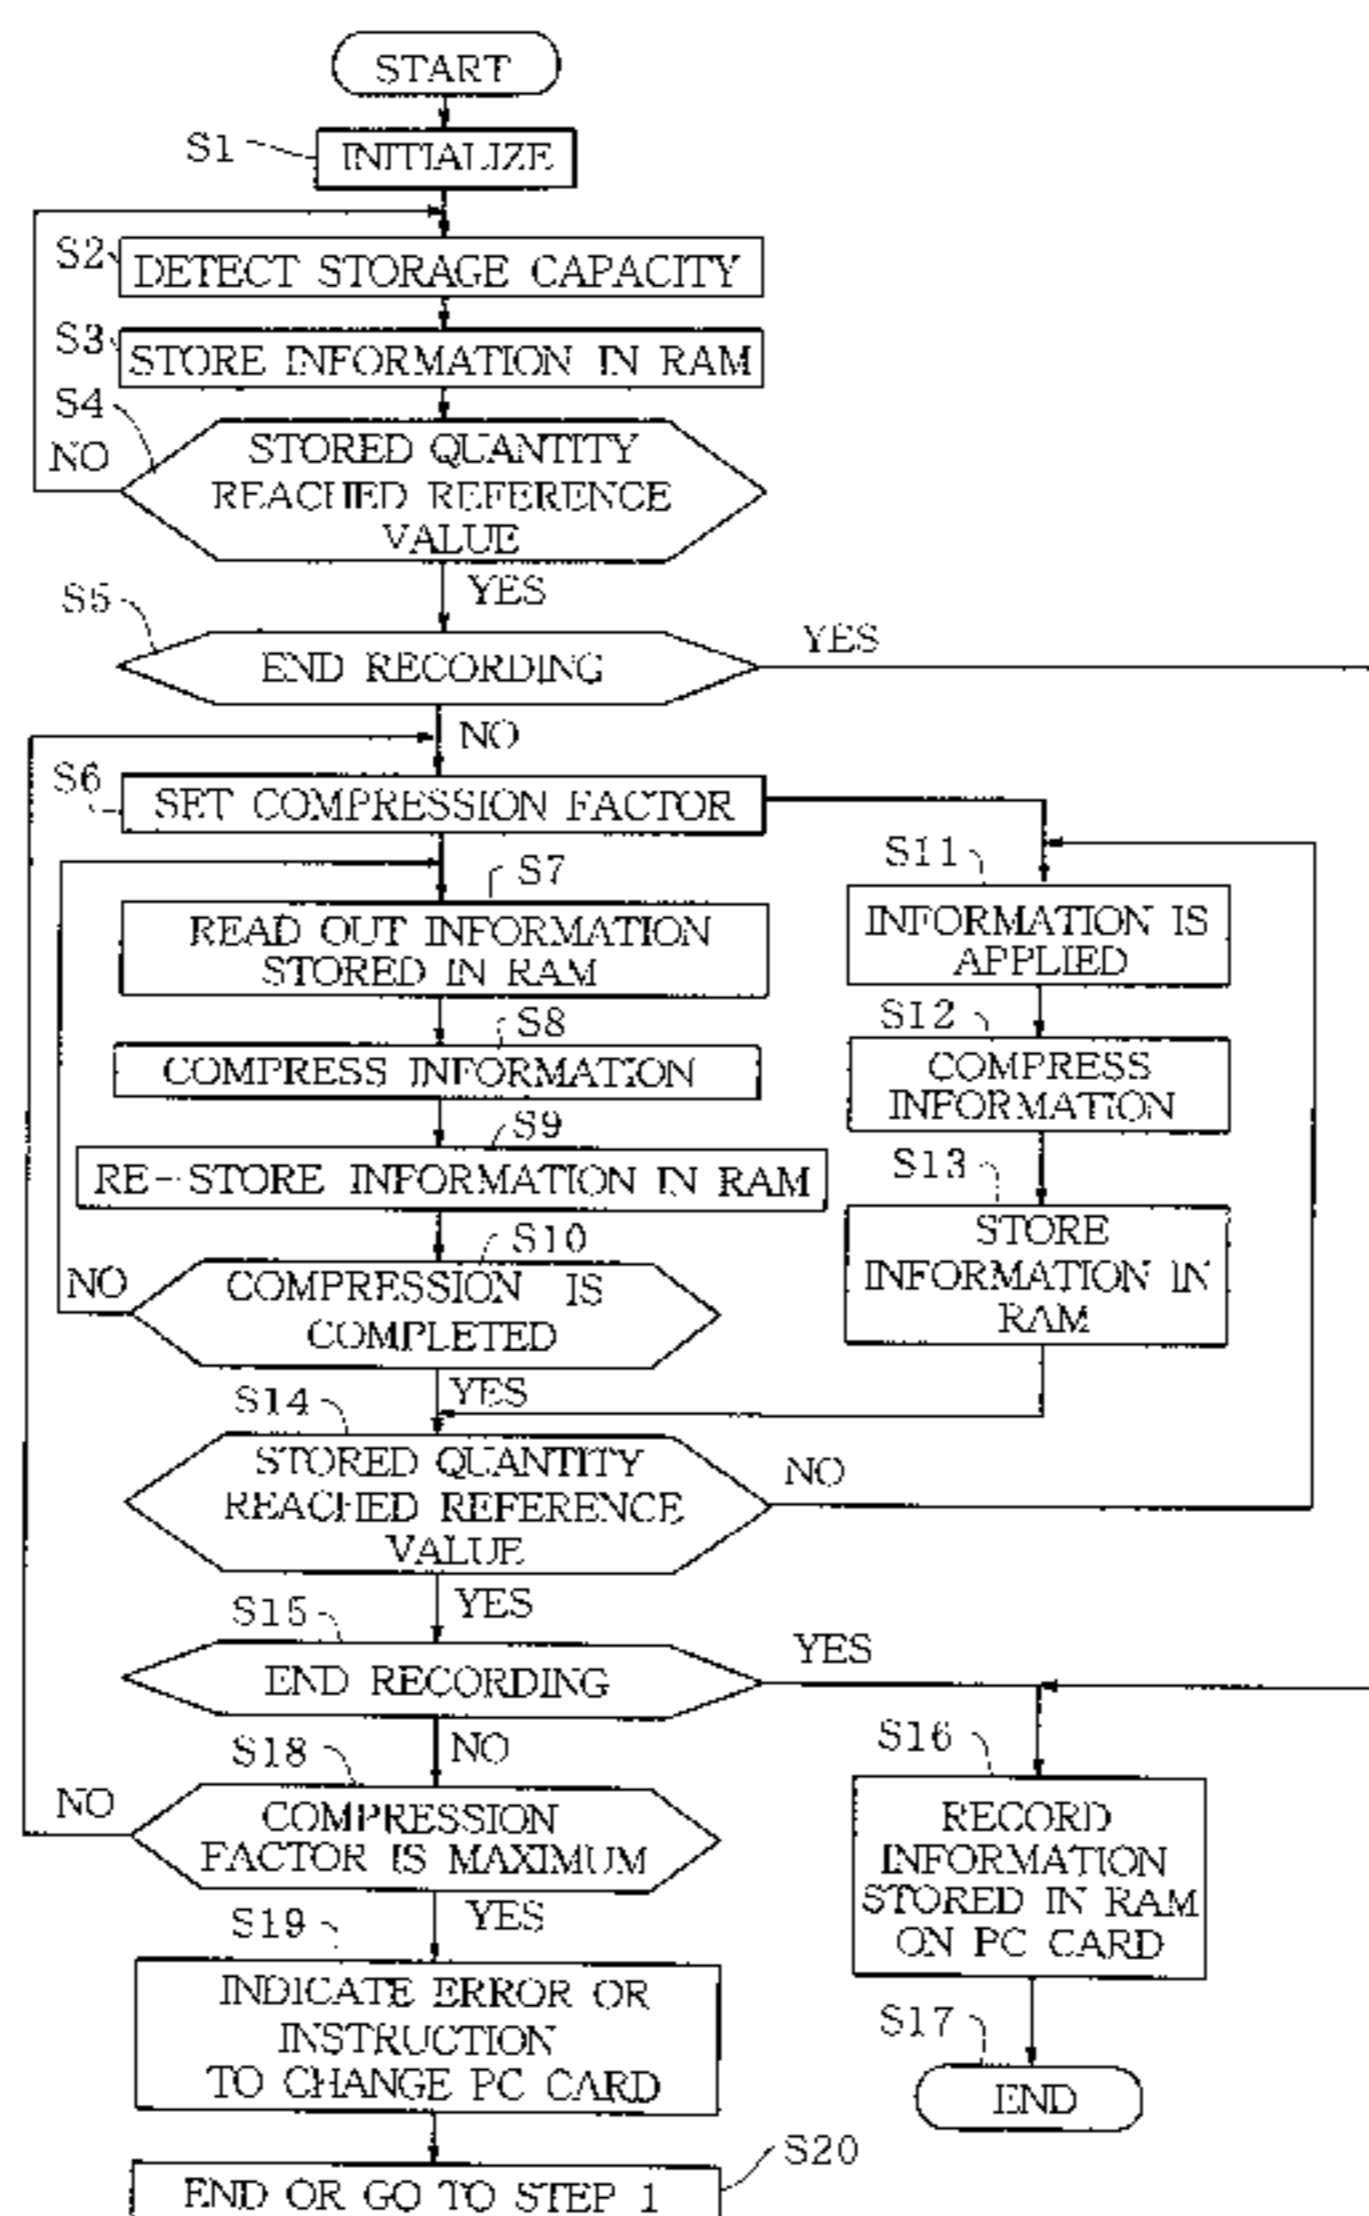 START
S1
INITIALIZE
S2
DETECT STORAGE CAPACITY
S3
STORE INFORMATION IN RAM
S4
NO
STORED QUANTITY
REACHED REFERENCE
VALUE
YES
S5
END RECORDING
YES
NO
S6
SET COMPRESSION FACTOR
S7
READ OUT INFORMATION
STORED IN RAM
S8
COMPRESS INFORMATION
S9
RE-STORE INFORMATION IN RAM
S10
NO
COMPRESSION IS
COMPLETED
YES
S11
INFORMATION IS
APPLIED
S12
COMPRESS
INFORMATION
S13
STORE
INFORMATION IN
RAM
S14
STORED QUANTITY
REACHED REFERENCE
VALUE
NO
YES
S15
END RECORDING
YES
NO
S18
NO
COMPRESSION
FACTOR IS MAXIMUM
YES
S19
INDICATE ERROR OR
INSTRUCTION
TO CHANGE PC CARD
S20
END OR GO TO STEP 1
S16
RECORD
INFORMATION
STORED IN RAM
ON PC CARD
S17
END